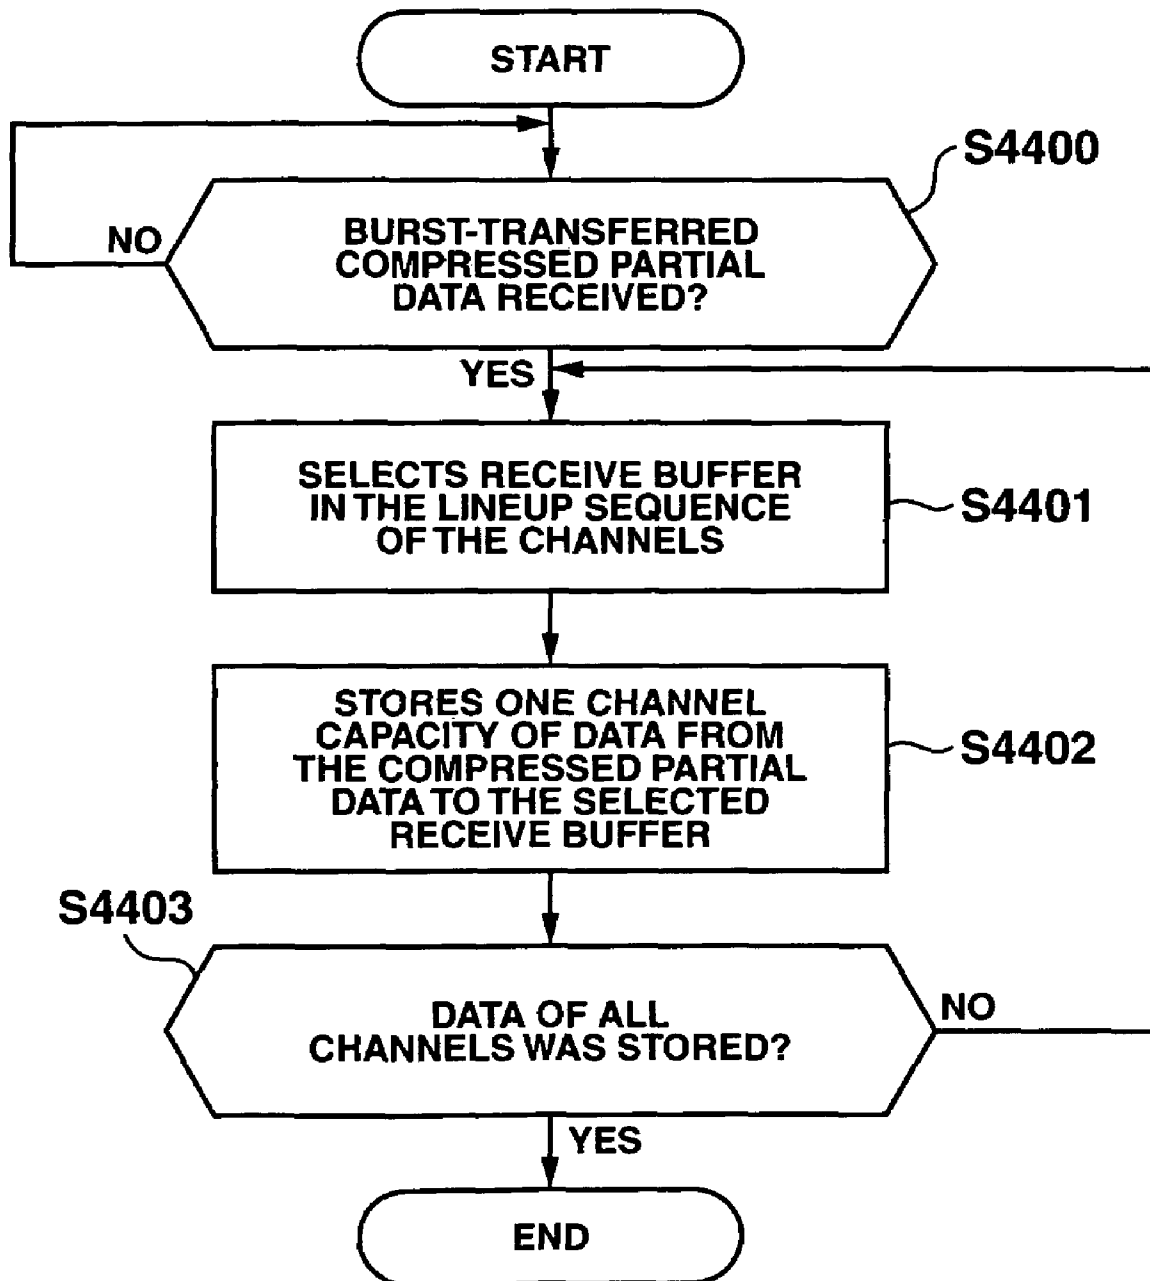 START
S4400
NO
BURST-TRANSFERRED
COMPRESSED PARTIAL
DATA RECEIVED?
YES
SELECTS RECEIVE BUFFER
IN THE LINEUP SEQUENCE
OF THE CHANNELS
S4401
STORES ONE CHANNEL
CAPACITY OF DATA FROM
THE COMPRESSED PARTIAL
DATA TO THE SELECTED
RECEIVE BUFFER
S4402
S4403
DATA OF ALL
CHANNELS WAS STORED?
NO
YES
END